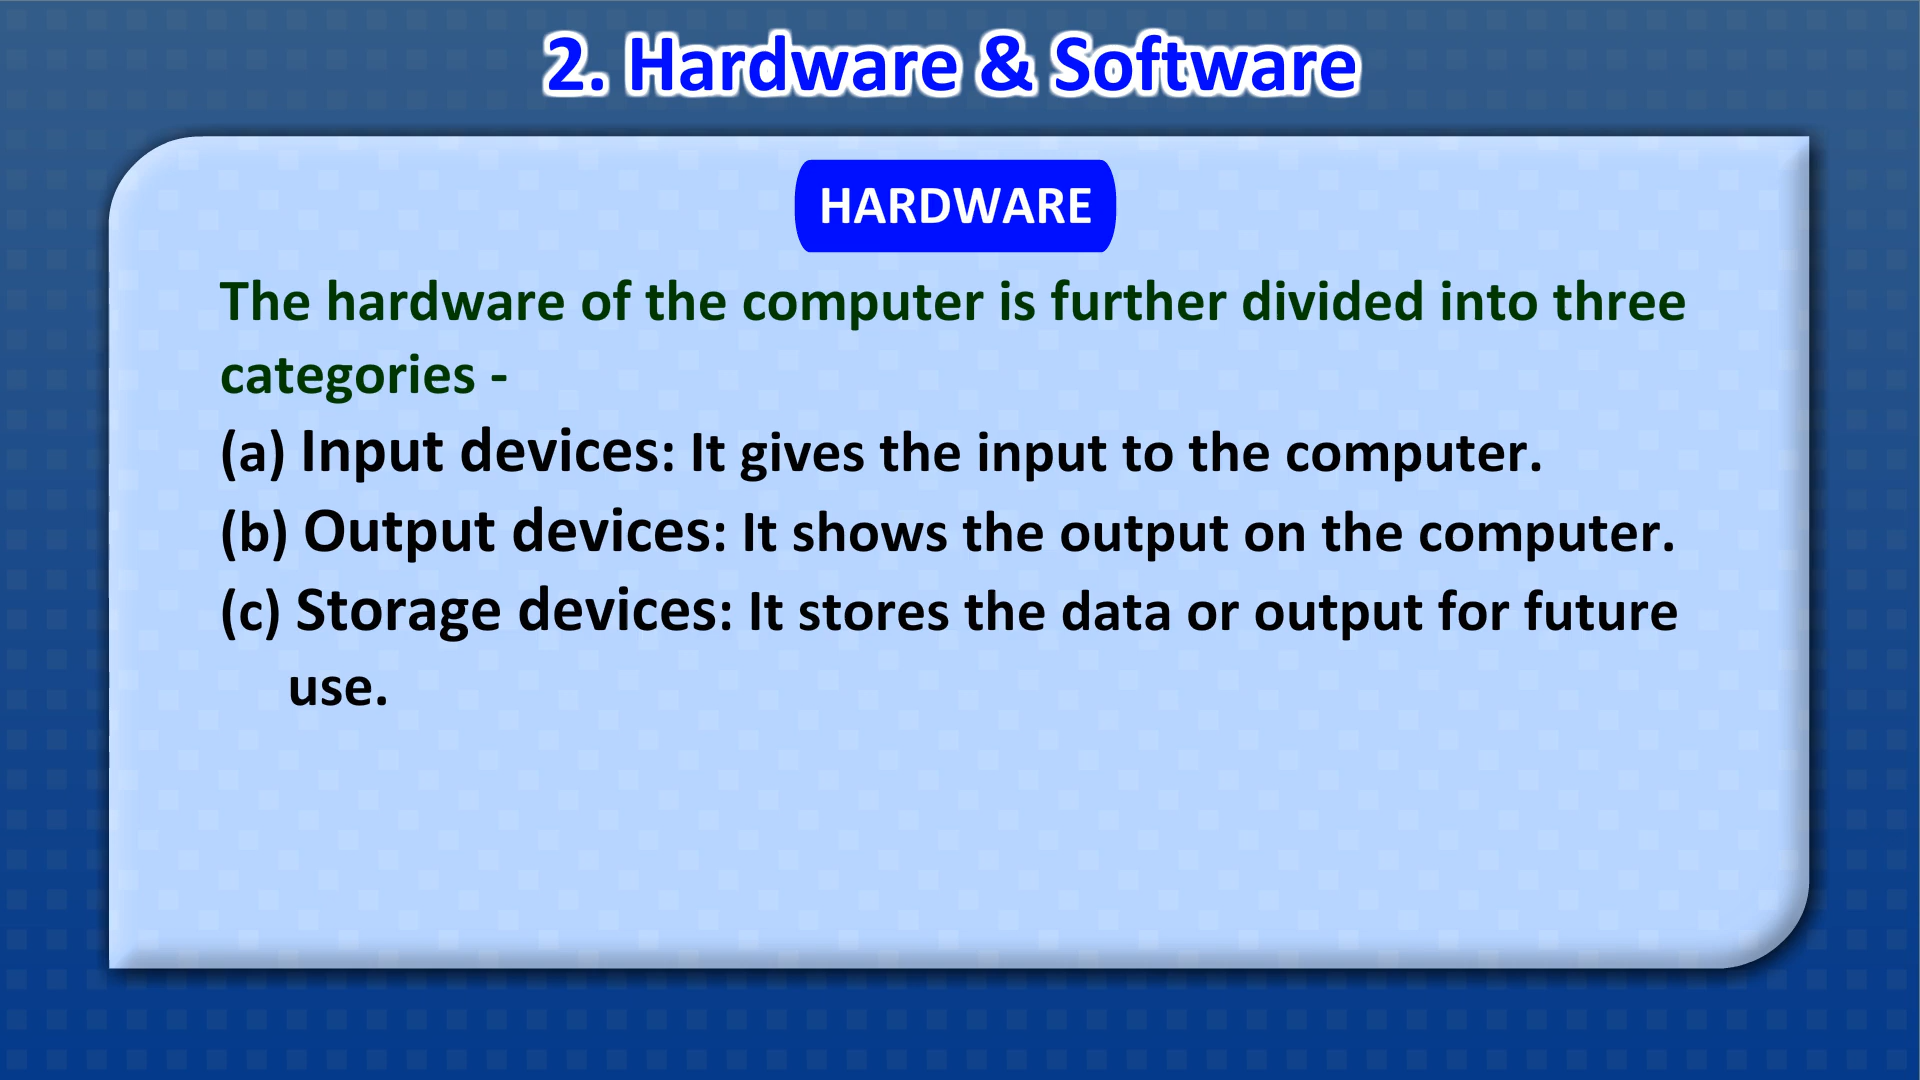 2. Hardware & Software
HARDWARE
The hardware of the computer is further divided into three
categories -
(a) Input devices: It gives the input to the computer.
(b) Output devices: It shows the output on the computer.
(c) Storage devices: It stores the data or output for future
use.